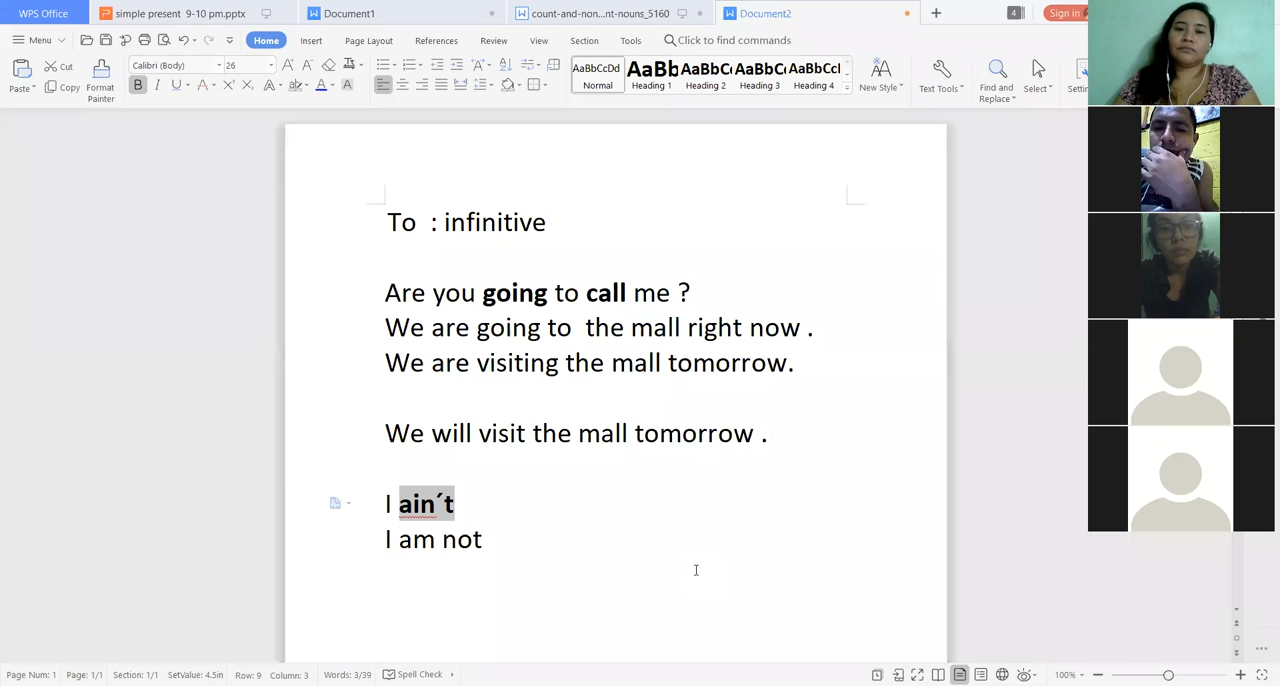 WPS Office
simple present 9-10 pm.pptx
Document1
count-and-non...nt-nouns_5160
Document2
4
Sign in
Menu
Home
Insert
Page Layout
References
Review
View
Section
Tools
Click to find commands
Paste
Cut
Copy
Format Painter
Calibri (Body)
26
AaBbCcDd
Normal
AaBb
Heading 1
AaBbC
Heading 2
AaBbC
Heading 3
AaBbCcI
Heading 4
New Style
Text Tools
Find and Replace
Select
To : infinitive
Are you going to call me ?
We are going to the mall right now .
We are visiting the mall tomorrow.
We will visit the mall tomorrow .
I ain´t
I am not
Page Num: 1
Page: 1/1
Section: 1/1
SetValue: 4.5in
Row: 9
Column: 3
Words: 3/39
Spell Check
100%